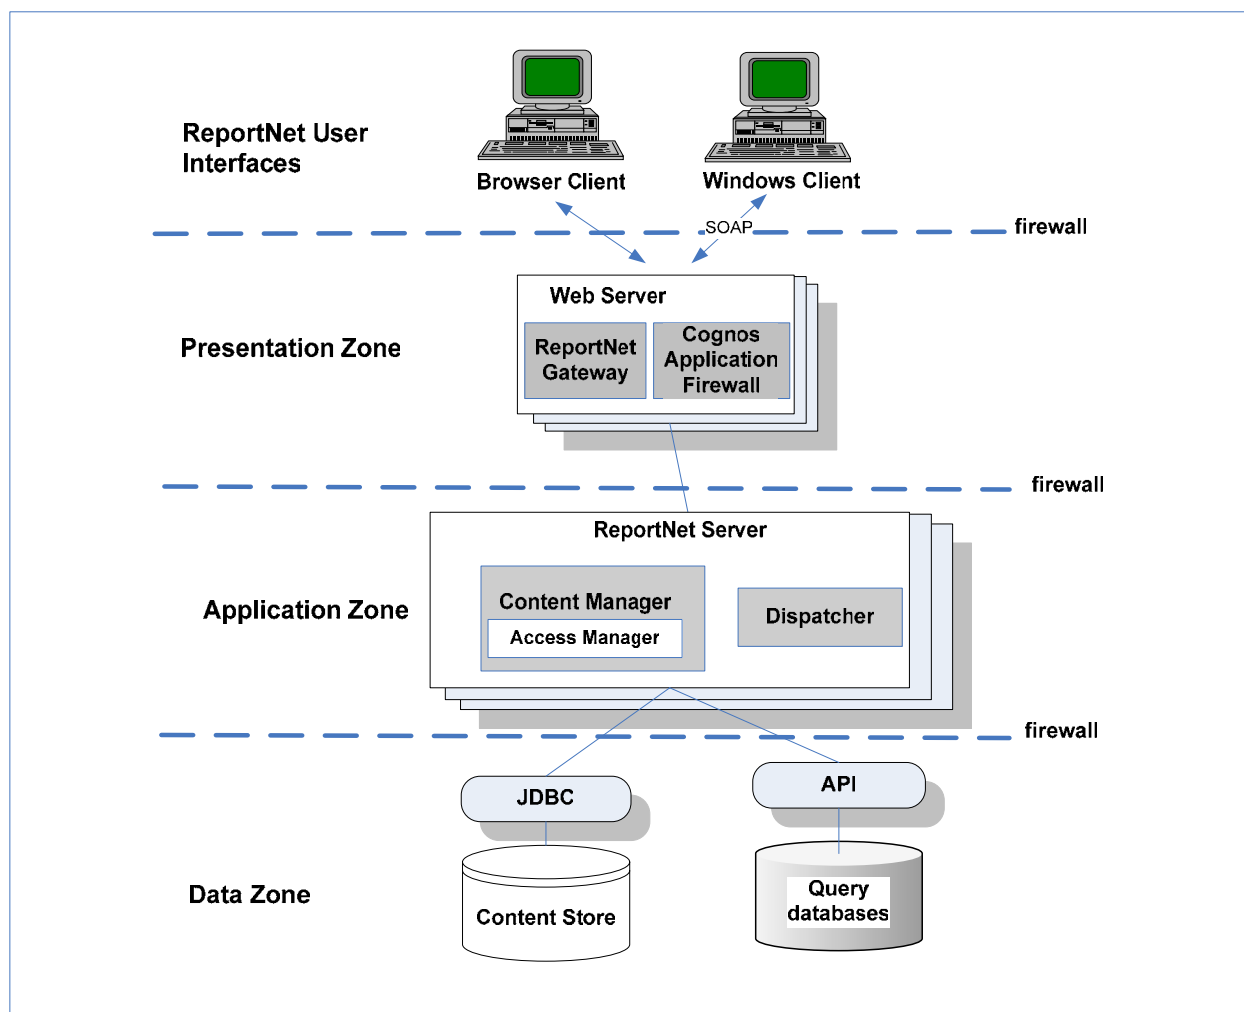 ReportNet User
Interfaces
Browser Client
Windows Client
SOAP
firewall
Web Server
ReportNet
Gateway
Cognos
Application
Firewall
Presentation Zone
firewall
ReportNet Server
Content Manager
Access Manager
Dispatcher
Application Zone
firewall
JDBC
API
Data Zone
Content Store
Query
databases